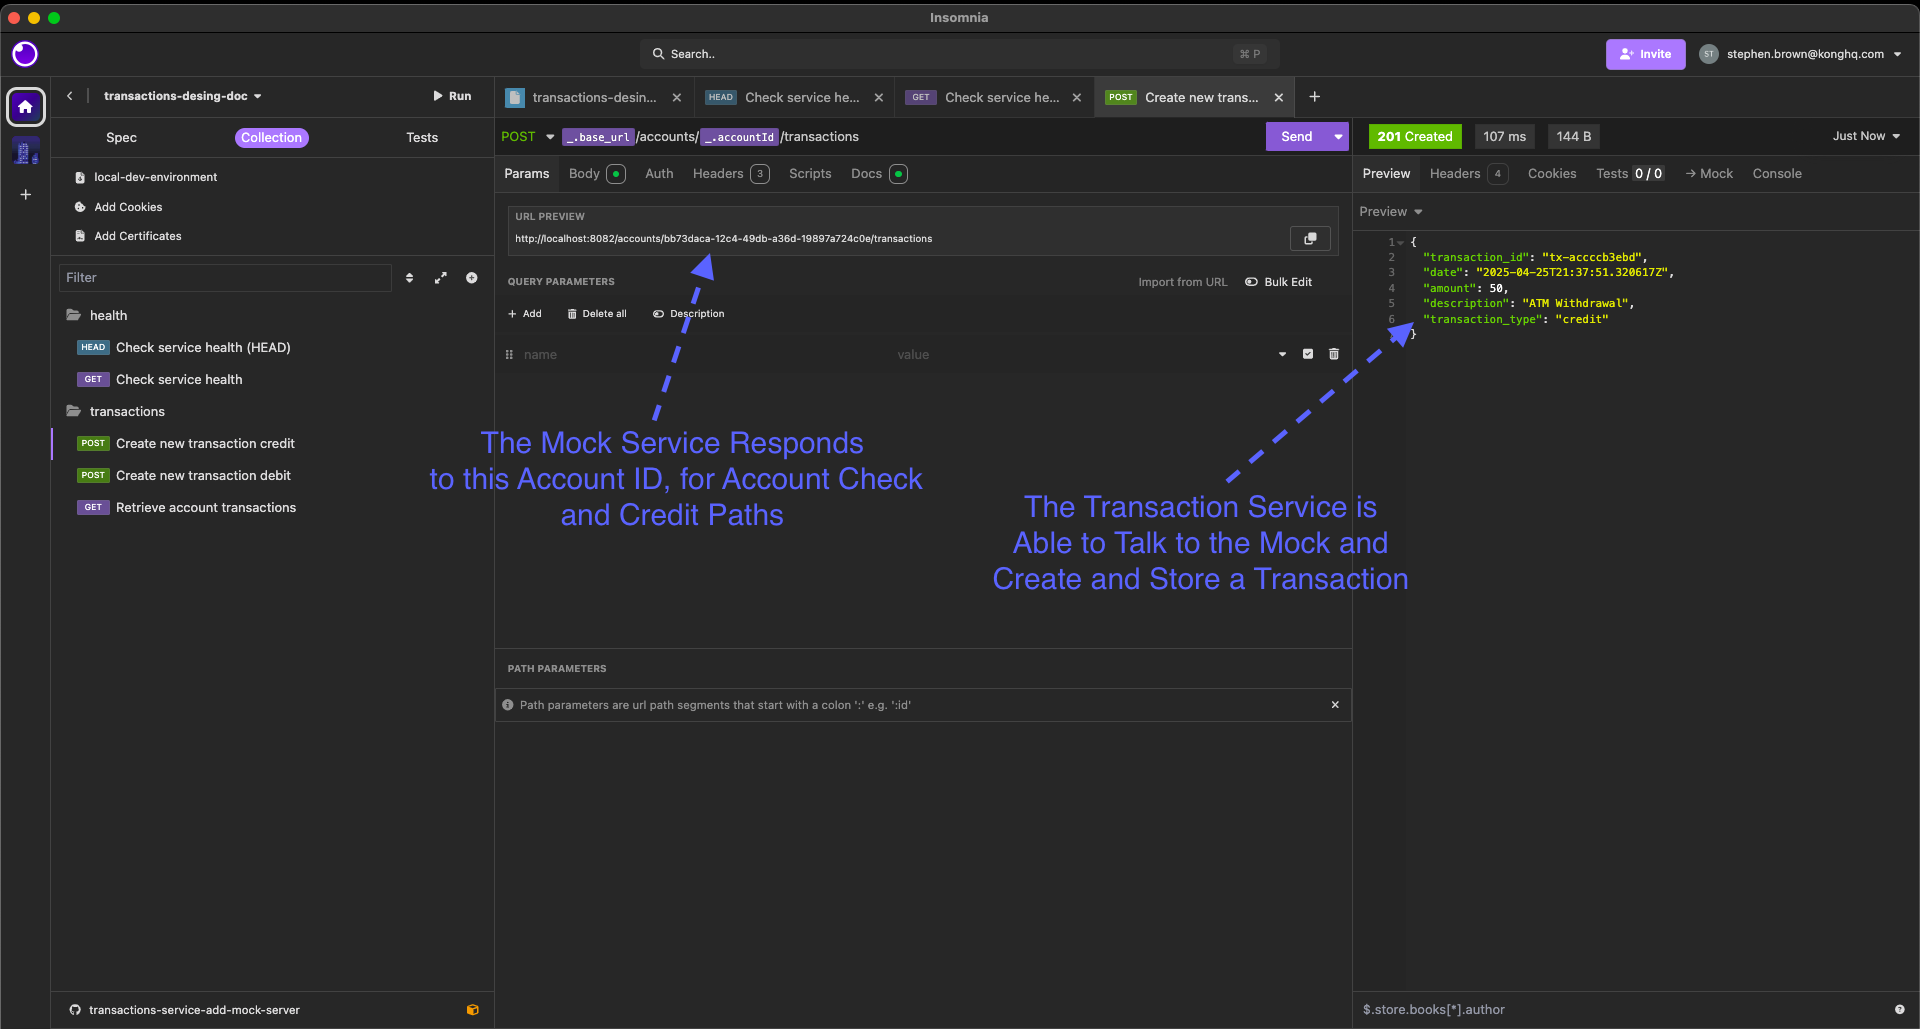 Insomnia
Search..
⌘ P
Invite
ST
stephen.brown@konghq.com
transactions-desing-doc
Run
Spec
Collection
Tests
local-dev-environment
Add Cookies
Add Certificates
Filter
health
HEAD Check service health (HEAD)
GET Check service health
transactions
POST Create new transaction credit
POST Create new transaction debit
GET Retrieve account transactions
transactions-service-add-mock-server
transactions-desin...
HEAD Check service he...
GET Check service he...
POST Create new trans...
POST _.base_url/accounts/_.accountId/transactions
Send
Params
Body
Auth
Headers 3
Scripts
Docs
URL PREVIEW
http://localhost:8082/accounts/bb73daca-12c4-49db-a36d-19897a724c0e/transactions
QUERY PARAMETERS
Import from URL
Bulk Edit
Add
Delete all
Description
name
value
The Mock Service Responds
to this Account ID, for Account Check
and Credit Paths
The Transaction Service is
Able to Talk to the Mock and
Create and Store a Transaction
PATH PARAMETERS
Path parameters are url path segments that start with a colon ':' e.g. ':id'
201 Created
107 ms
144 B
Just Now
Preview
Headers 4
Cookies
Tests 0 / 0
Mock
Console
Preview
1 {
2 "transaction_id": "tx-accccb3ebd",
3 "date": "2025-04-25T21:37:51.320617Z",
4 "amount": 50,
5 "description": "ATM Withdrawal",
6 "transaction_type": "credit"
}
$.store.books[*].author